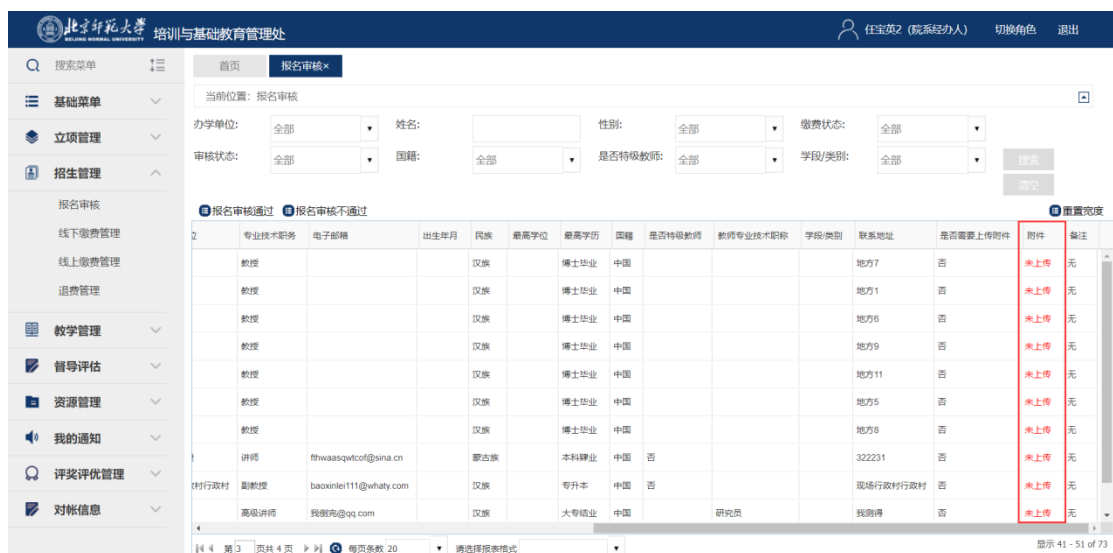 北京师范大学 培训与基础教育管理处 任宝英2 (院系经办人) 切换角色 退出
BEIJING NORMAL UNIVERSITY
搜索菜单 首页 报名审核×
基础菜单 当前位置: 报名审核
办学单位: 全部 姓名: 性别: 全部 缴费状态: 全部
立项管理
审核状态: 全部 国籍: 全部 是否特级教师: 全部 学段/类别: 全部 搜索
招生管理
清空
报名审核
报名审核通过 报名审核不通过 重置宽度
线下缴费管理
专业技术职务 电子邮箱 出生年月 民族 最高学位 最高学历 国籍 是否特级教师 教师专业技术职称 学段/类别 联系地址 是否需要上传附件 附件 备注
线上缴费管理
教授 汉族 博士毕业 中国 地方7 否 未上传 无
退费管理
教授 汉族 博士毕业 中国 地方1 否 未上传 无
教学管理
教授 汉族 博士毕业 中国 地方6 否 未上传 无
督导评估
教授 汉族 博士毕业 中国 地方9 否 未上传 无
教授 汉族 博士毕业 中国 地方11 否 未上传 无
资源管理
教授 汉族 博士毕业 中国 地方5 否 未上传 无
我的通知
教授 汉族 博士毕业 中国 地方8 否 未上传 无
讲师 fthwaasqwtcof@sina.cn 蒙古族 本科肄业 中国 否 322231 否 未上传 无
评奖评优管理
村行政村 副教授 baoxinlei111@whaty.com 汉族 专升本 中国 否 现场行政村行政村 否 未上传 无
对帐信息
高级讲师 我倒完@qq.com 汉族 大专结业 中国 研究员 我测得 否 未上传 无
第 3 页共 4 页 每页条数 20 请选择报表格式 显示 41 - 51 of 73